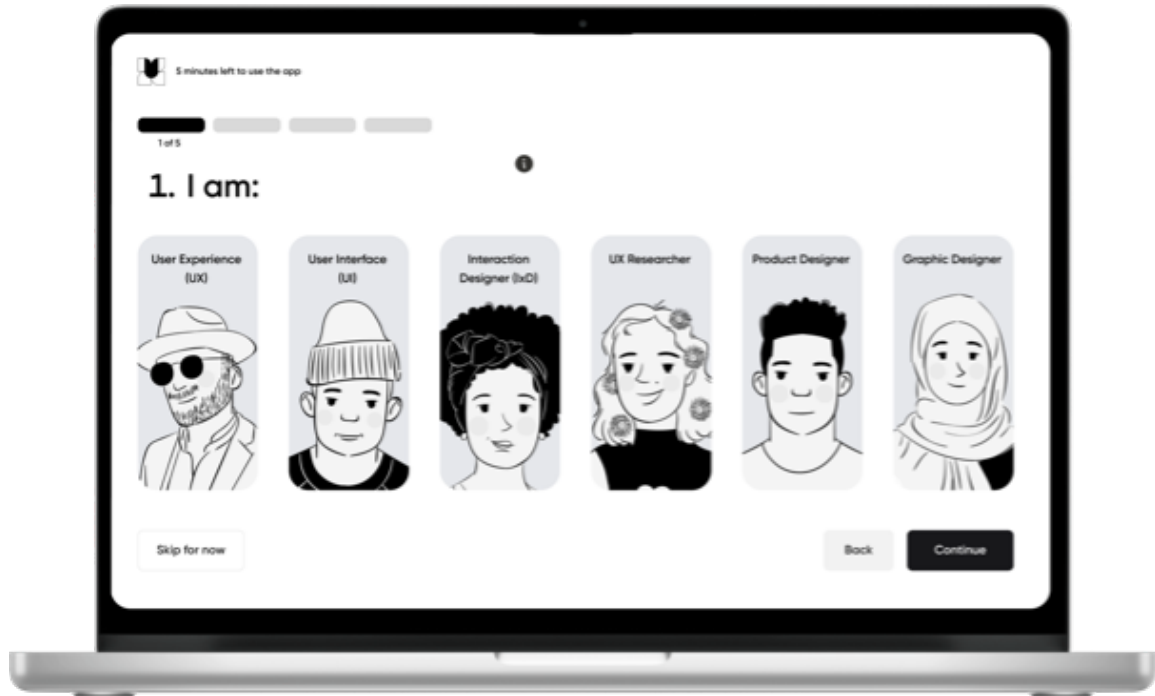 5 minutes left to use the app
1 of 5
1. I am:
User Experience
(UX)
User Interface
(UI)
Interaction
Designer (IxD)
UX Researcher
Product Designer
Graphic Designer
Skip for now
Back
Continue